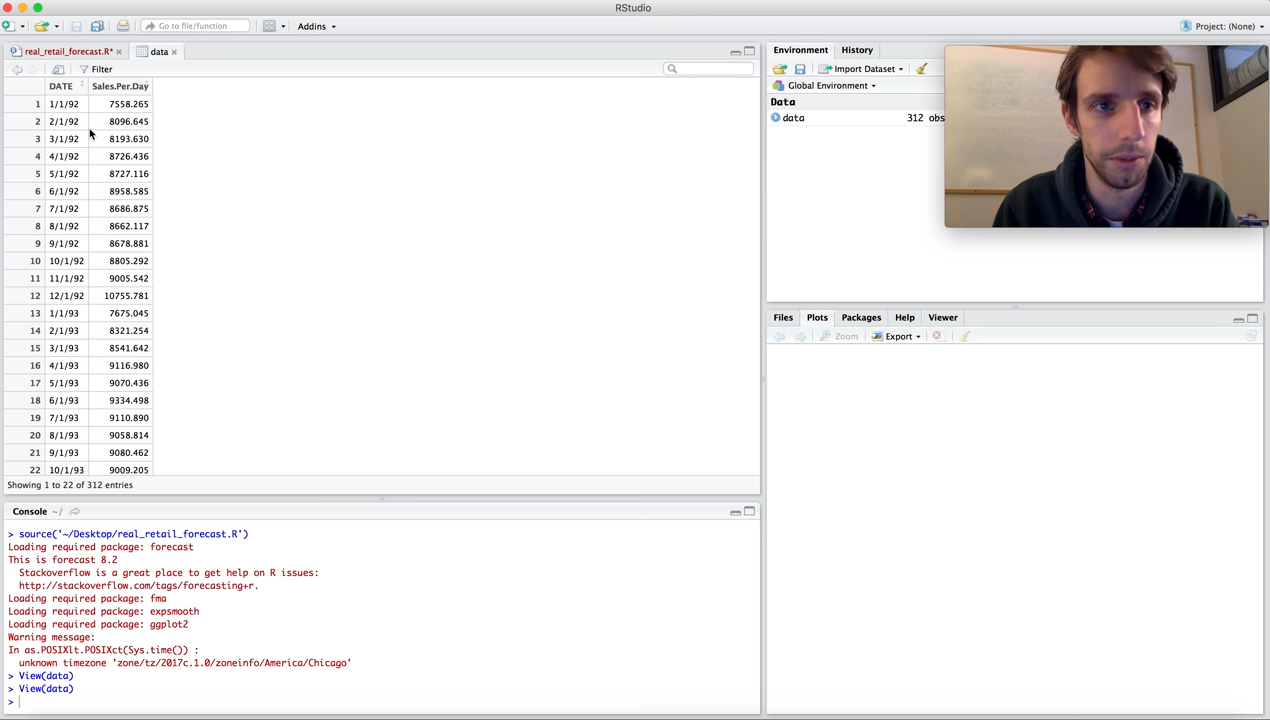 RStudio
Go to file/function
Addins
Project: (None)
real_retail_forecast.R*
data
Filter
DATE Sales.Per.Day
1 1/1/92 7558.265
2 2/1/92 8096.645
3 3/1/92 8193.630
4 4/1/92 8726.436
5 5/1/92 8727.116
6 6/1/92 8958.585
7 7/1/92 8686.875
8 8/1/92 8662.117
9 9/1/92 8678.881
10 10/1/92 8805.292
11 11/1/92 9005.542
12 12/1/92 10755.781
13 1/1/93 7675.045
14 2/1/93 8321.254
15 3/1/93 8541.642
16 4/1/93 9116.980
17 5/1/93 9070.436
18 6/1/93 9334.498
19 7/1/93 9110.890
20 8/1/93 9058.814
21 9/1/93 9080.462
22 10/1/93 9009.205
Showing 1 to 22 of 312 entries
Console ~/
> source('~/Desktop/real_retail_forecast.R')
Loading required package: forecast
This is forecast 8.2
Stackoverflow is a great place to get help on R issues:
http://stackoverflow.com/tags/forecasting+r.
Loading required package: fma
Loading required package: expsmooth
Loading required package: ggplot2
Warning message:
In as.POSIXlt.POSIXct(Sys.time()) :
unknown timezone 'zone/tz/2017c.1.0/zoneinfo/America/Chicago'
> View(data)
> View(data)
>
Environment History
Import Dataset
Global Environment
Data
data 312 obs
Files Plots Packages Help Viewer
Zoom Export